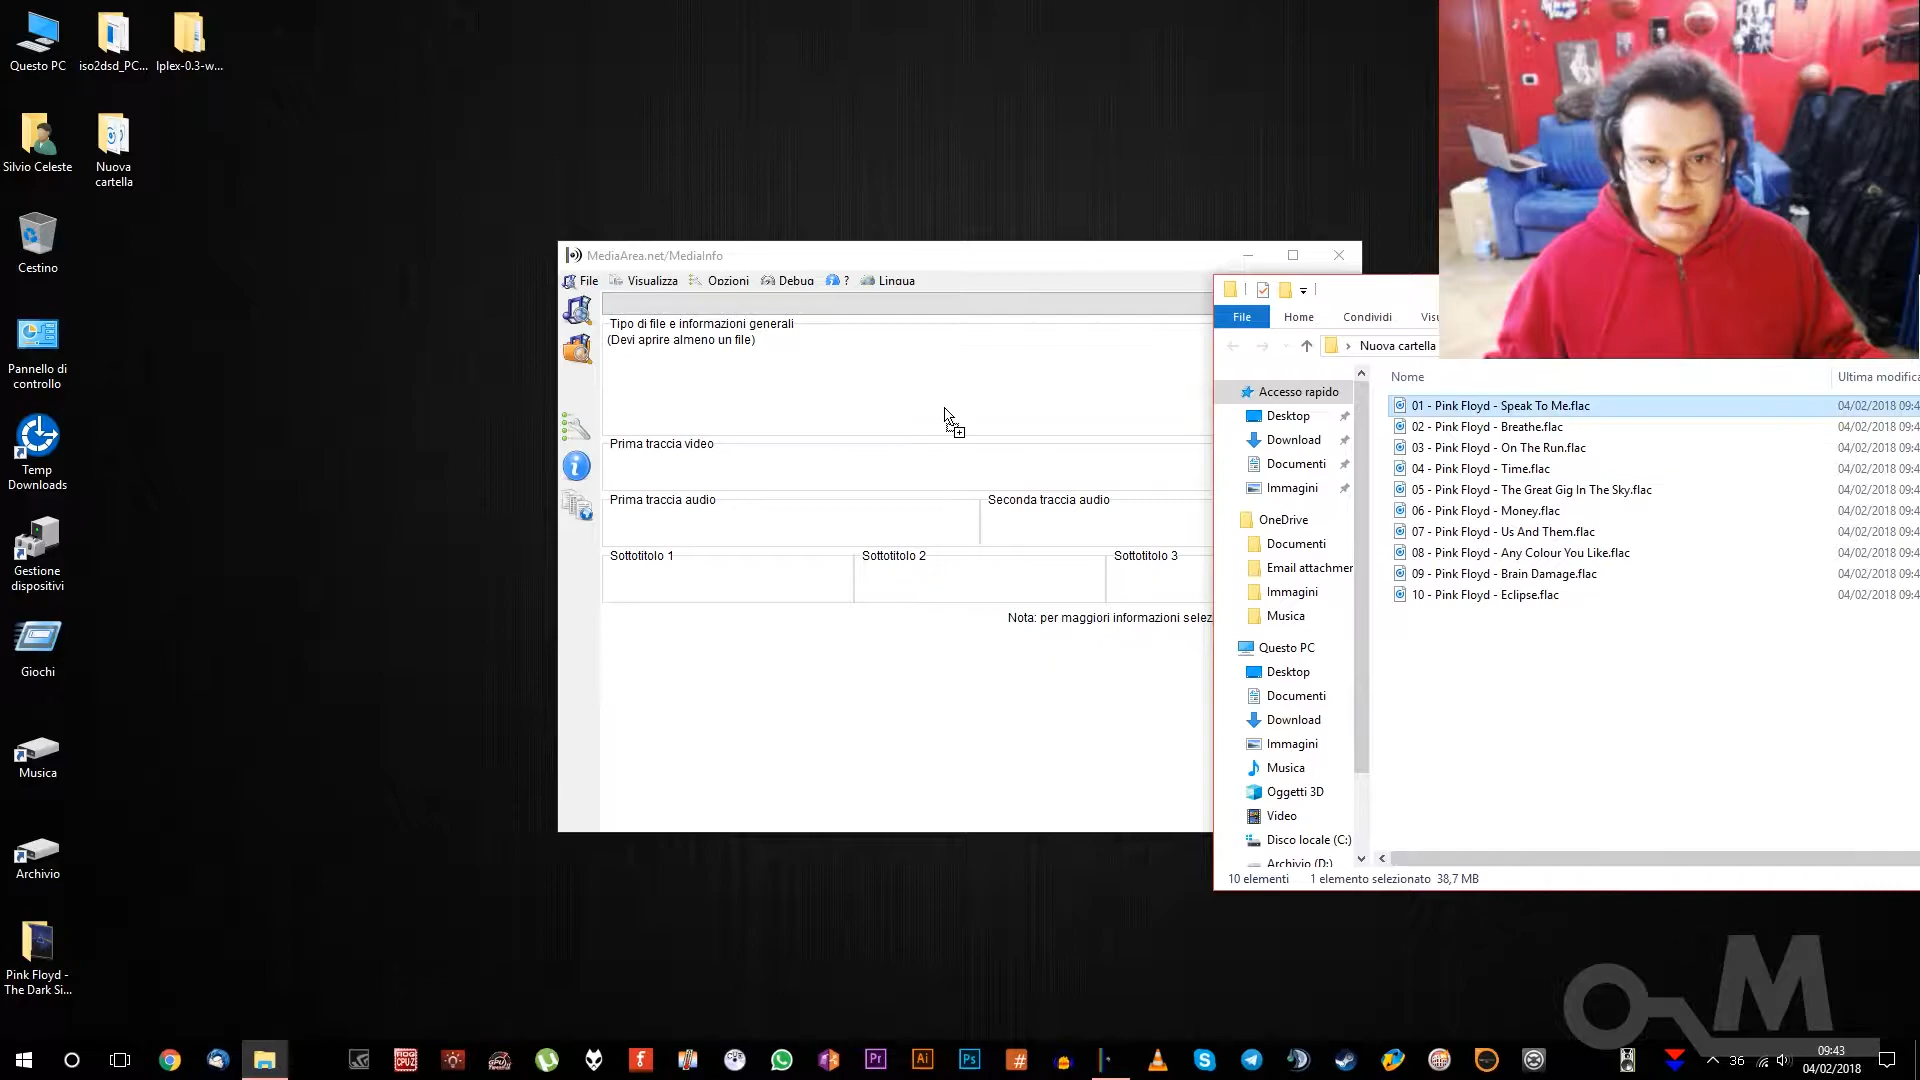 Questo PC
iso2dsd_PC...
Iplex-0.3-w...
Silvio Celeste
Nuova
cartella
Cestino
Pannello di
controllo
Temp
Downloads
Gestione
dispositivi
Giochi
Musica
Archivio
Pink Floyd -
The Dark Si...
MediaArea.net/MediaInfo
File
Visualizza
Opzioni
Debug
?
Lingua
Tipo di file e informazioni generali
(Devi aprire almeno un file)
Prima traccia video
Prima traccia audio
Seconda traccia audio
Sottotitolo 1
Sottotitolo 2
Sottotitolo 3
Nota: per maggiori informazioni selez
File
Home
Condividi
Nuova cartella
Accesso rapido
Desktop
Download
Documenti
Immagini
OneDrive
Documenti
Email attachmer
Immagini
Musica
Questo PC
Desktop
Documenti
Download
Immagini
Musica
Oggetti 3D
Video
Disco locale (C:)
Archivio (D:)
Nome
Ultima modifica
01 - Pink Floyd - Speak To Me.flac
04/02/2018 09:4
02 - Pink Floyd - Breathe.flac
04/02/2018 09:4
03 - Pink Floyd - On The Run.flac
04/02/2018 09:4
04 - Pink Floyd - Time.flac
04/02/2018 09:4
05 - Pink Floyd - The Great Gig In The Sky.flac
04/02/2018 09:4
06 - Pink Floyd - Money.flac
04/02/2018 09:4
07 - Pink Floyd - Us And Them.flac
04/02/2018 09:4
08 - Pink Floyd - Any Colour You Like.flac
04/02/2018 09:4
09 - Pink Floyd - Brain Damage.flac
04/02/2018 09:4
10 - Pink Floyd - Eclipse.flac
04/02/2018 09:4
10 elementi
1 elemento selezionato 38,7 MB
M
Pr
Ai
Ps
36
09:43
04/02/2018